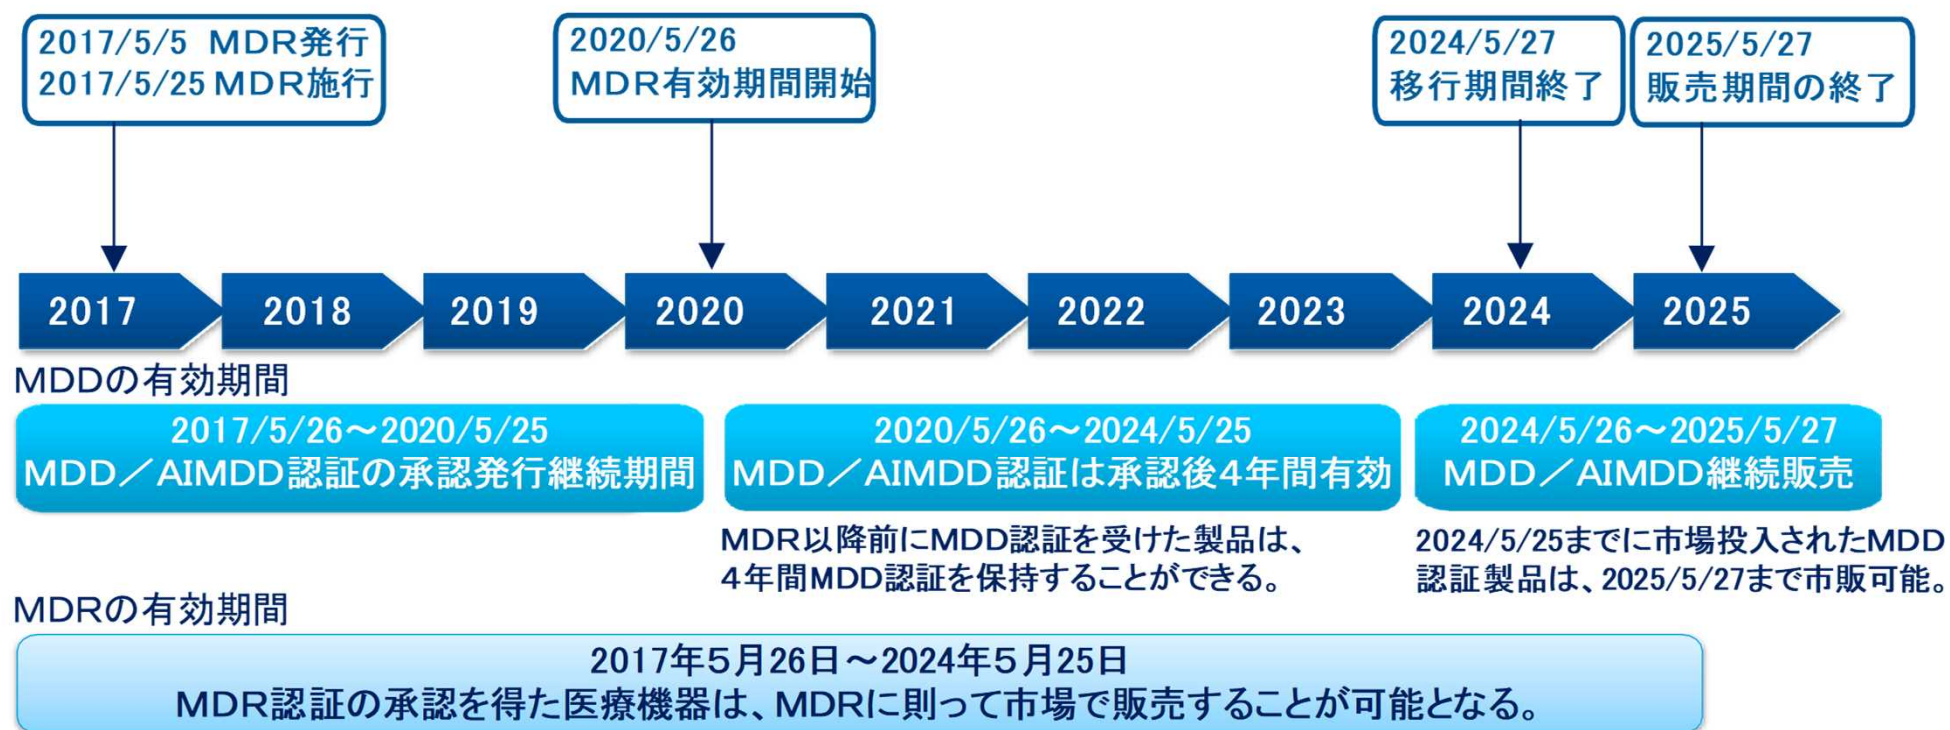 2017/5/5 MDR発行
2017/5/25 MDR施行
2020/5/26
MDR有効期間開始
2024/5/27
移行期間終了
2025/5/27
販売期間の終了
2017
2018
2019
2020
2021
2022
2023
2024
2025
MDDの有効期間
2017/5/26～2020/5/25
MDD／AIMDD認証の承認発行継続期間
2020/5/26～2024/5/25
MDD／AIMDD認証は承認後4年間有効
2024/5/26～2025/5/27
MDD／AIMDD継続販売
MDR以降前にMDD認証を受けた製品は、
4年間MDD認証を保持することができる。
2024/5/25までに市場投入されたMDD
認証製品は、2025/5/27まで市販可能。
MDRの有効期間
2017年5月26日～2024年5月25日
MDR認証の承認を得た医療機器は、MDRに則って市場で販売することが可能となる。